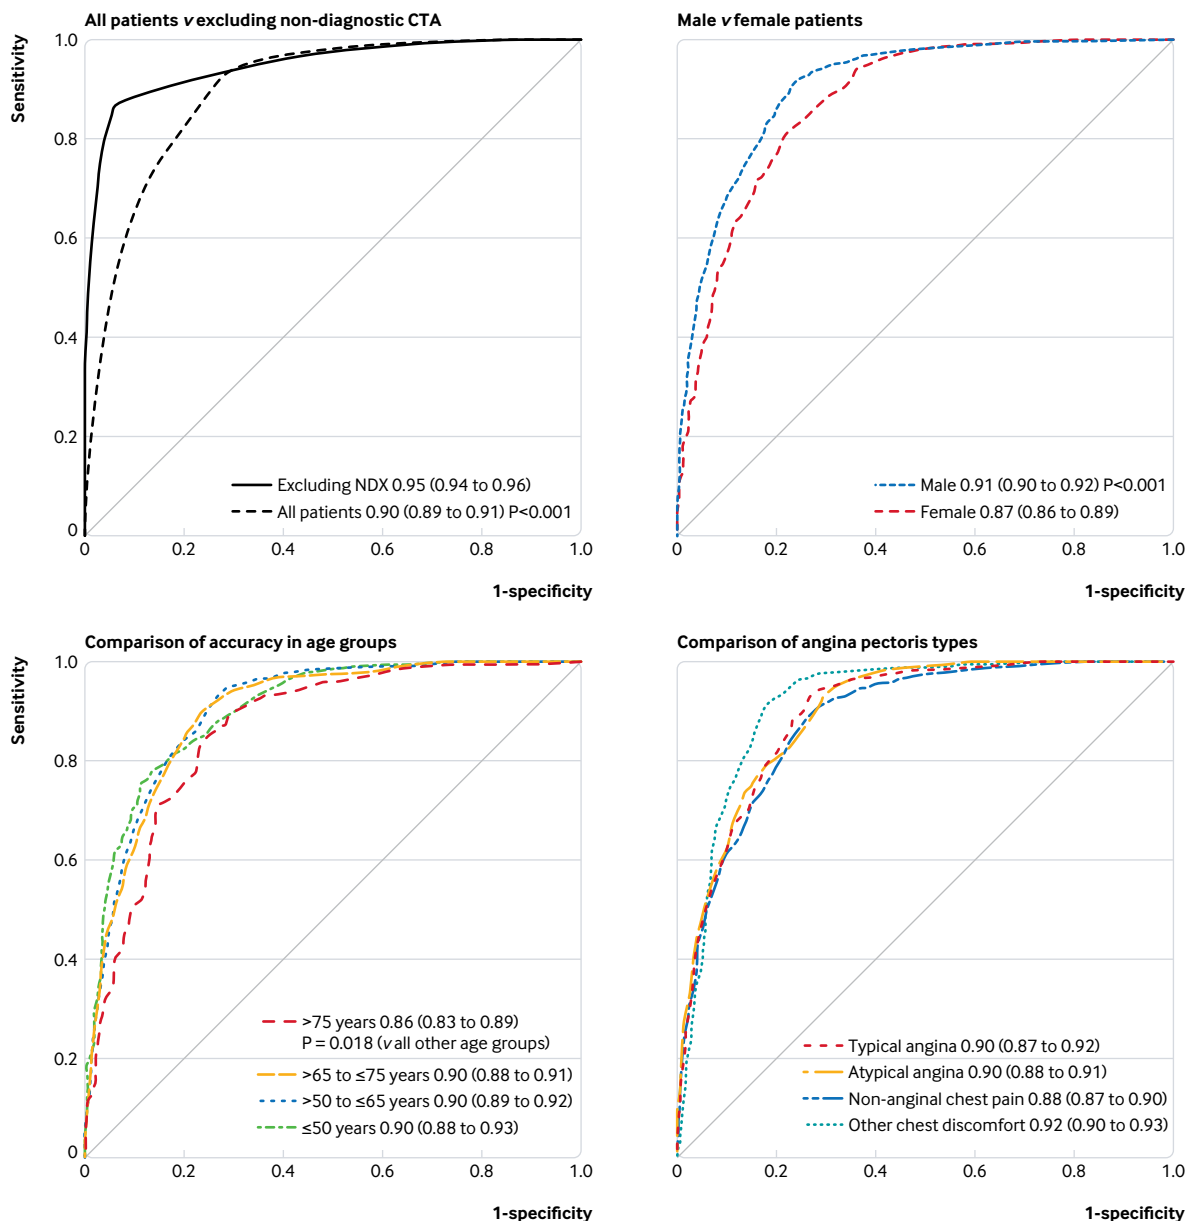 All patients v excluding non-diagnostic CTA
Sensitivity
1.0
0.8
0.6
0.4
0.2
0
0 0.2 0.4 0.6 0.8 1.0
1-specificity
Excluding NDX 0.95 (0.94 to 0.96)
All patients 0.90 (0.89 to 0.91) P<0.001
Male v female patients
0 0.2 0.4 0.6 0.8 1.0
1-specificity
Male 0.91 (0.90 to 0.92) P<0.001
Female 0.87 (0.86 to 0.89)
Comparison of accuracy in age groups
Sensitivity
1.0
0.8
0.6
0.4
0.2
0
0 0.2 0.4 0.6 0.8 1.0
1-specificity
>75 years 0.86 (0.83 to 0.89)
P = 0.018 (v all other age groups)
>65 to ≤75 years 0.90 (0.88 to 0.91)
>50 to ≤65 years 0.90 (0.89 to 0.92)
≤50 years 0.90 (0.88 to 0.93)
Comparison of angina pectoris types
0 0.2 0.4 0.6 0.8 1.0
1-specificity
Typical angina 0.90 (0.87 to 0.92)
Atypical angina 0.90 (0.88 to 0.91)
Non-anginal chest pain 0.88 (0.87 to 0.90)
Other chest discomfort 0.92 (0.90 to 0.93)